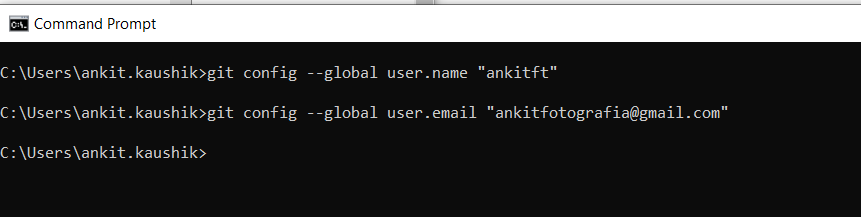 Command Prompt
C:\Users\ankit.kaushik>git config --global user.name "ankitft"
C:\Users\ankit.kaushik>git config --global user.email "ankitfotografia@gmail.com"
C:\Users\ankit.kaushik>